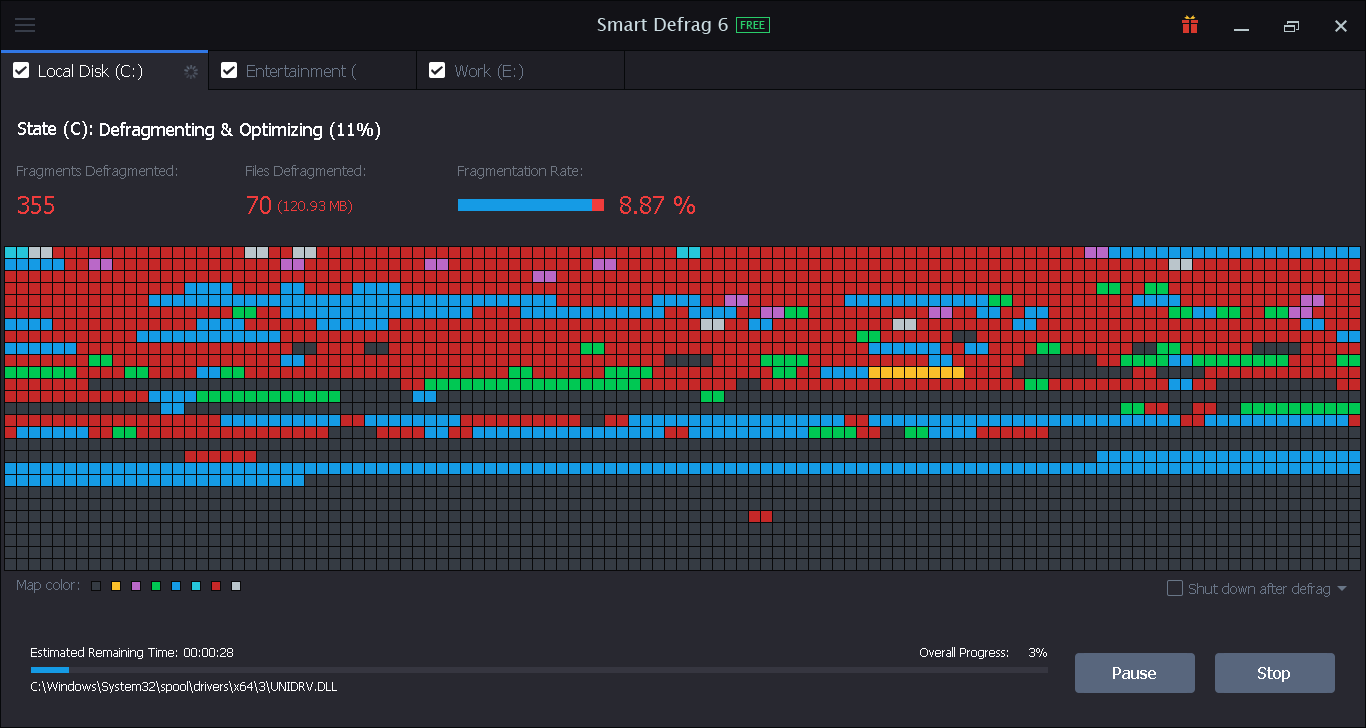 Smart Defrag 6 FREE
Local Disk (C:) Entertainment ( Work (E:)
State (C): Defragmenting & Optimizing (11%)
Fragments Defragmented: Files Defragmented: Fragmentation Rate:
355 70 (120.93 MB) 8.87 %
Map color: Shut down after defrag
Estimated Remaining Time: 00:00:28 Overall Progress: 3%
C:\Windows\System32\spool\drivers\x64\3\UNIDRV.DLL
Pause Stop